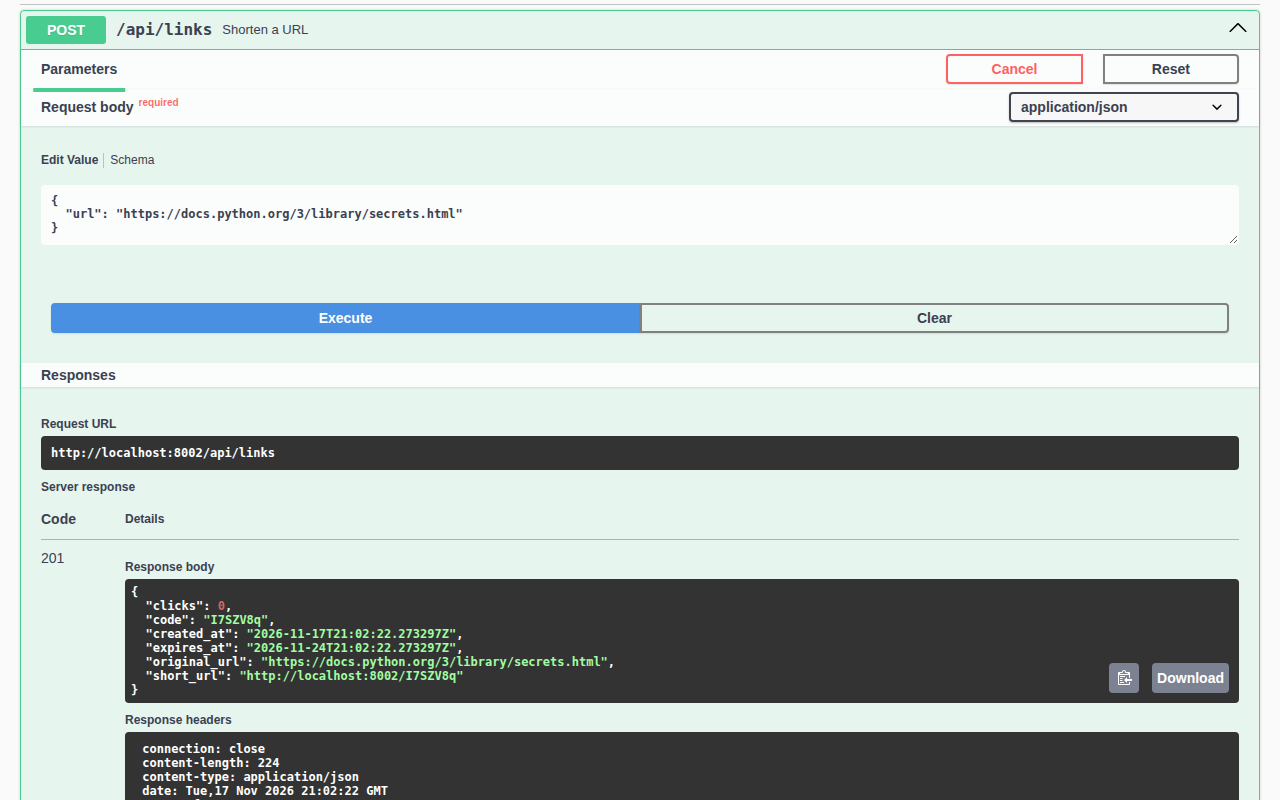 POST /api/links Shorten a URL
Parameters
Cancel
Reset
Request body required
application/json
Edit Value | Schema
{
  "url": "https://docs.python.org/3/library/secrets.html"
}
Execute
Clear
Responses
Request URL
http://localhost:8002/api/links
Server response
Code Details
201
Response body
{
  "clicks": 0,
  "code": "I7SZV8q",
  "created_at": "2026-11-17T21:02:22.273297Z",
  "expires_at": "2026-11-24T21:02:22.273297Z",
  "original_url": "https://docs.python.org/3/library/secrets.html",
  "short_url": "http://localhost:8002/I7SZV8q"
}
Download
Response headers
connection: close
content-length: 224
content-type: application/json
date: Tue,17 Nov 2026 21:02:22 GMT